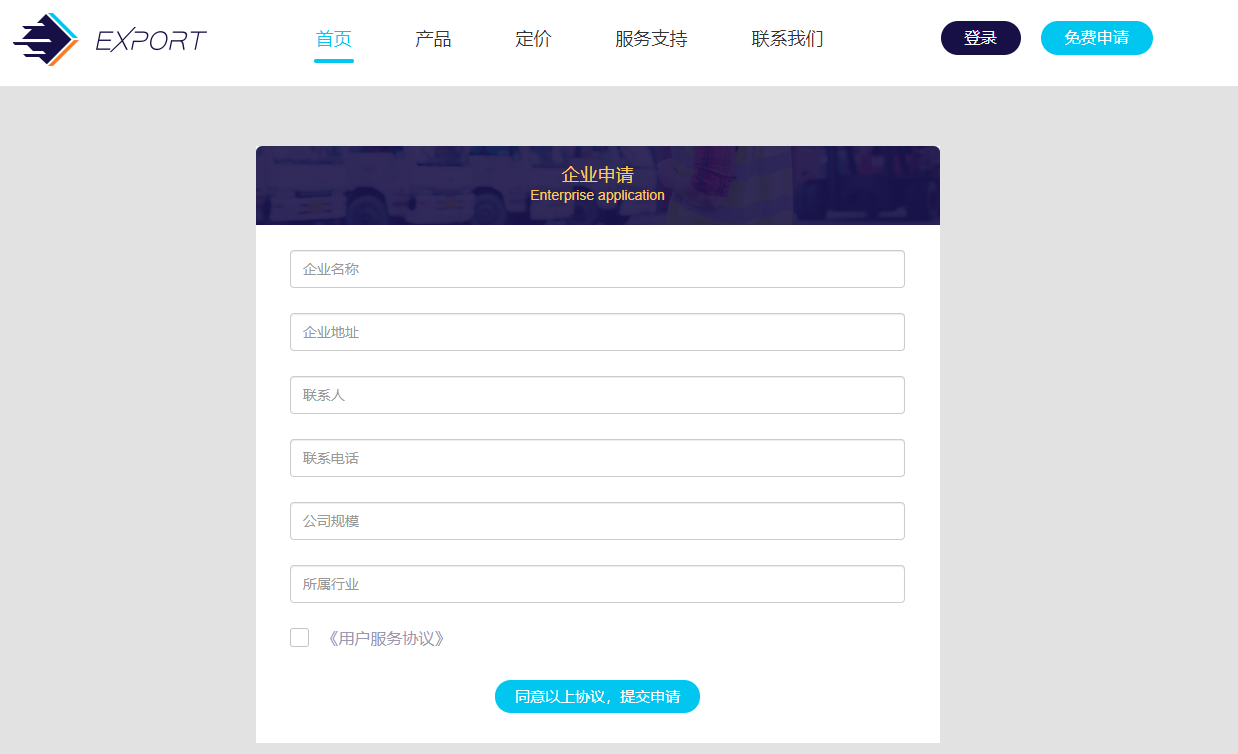 EXPORT
首页
产品
定价
服务支持
联系我们
登录
免费申请
企业申请
Enterprise application
企业名称
企业地址
联系人
联系电话
公司规模
所属行业
《用户服务协议》
同意以上协议，提交申请